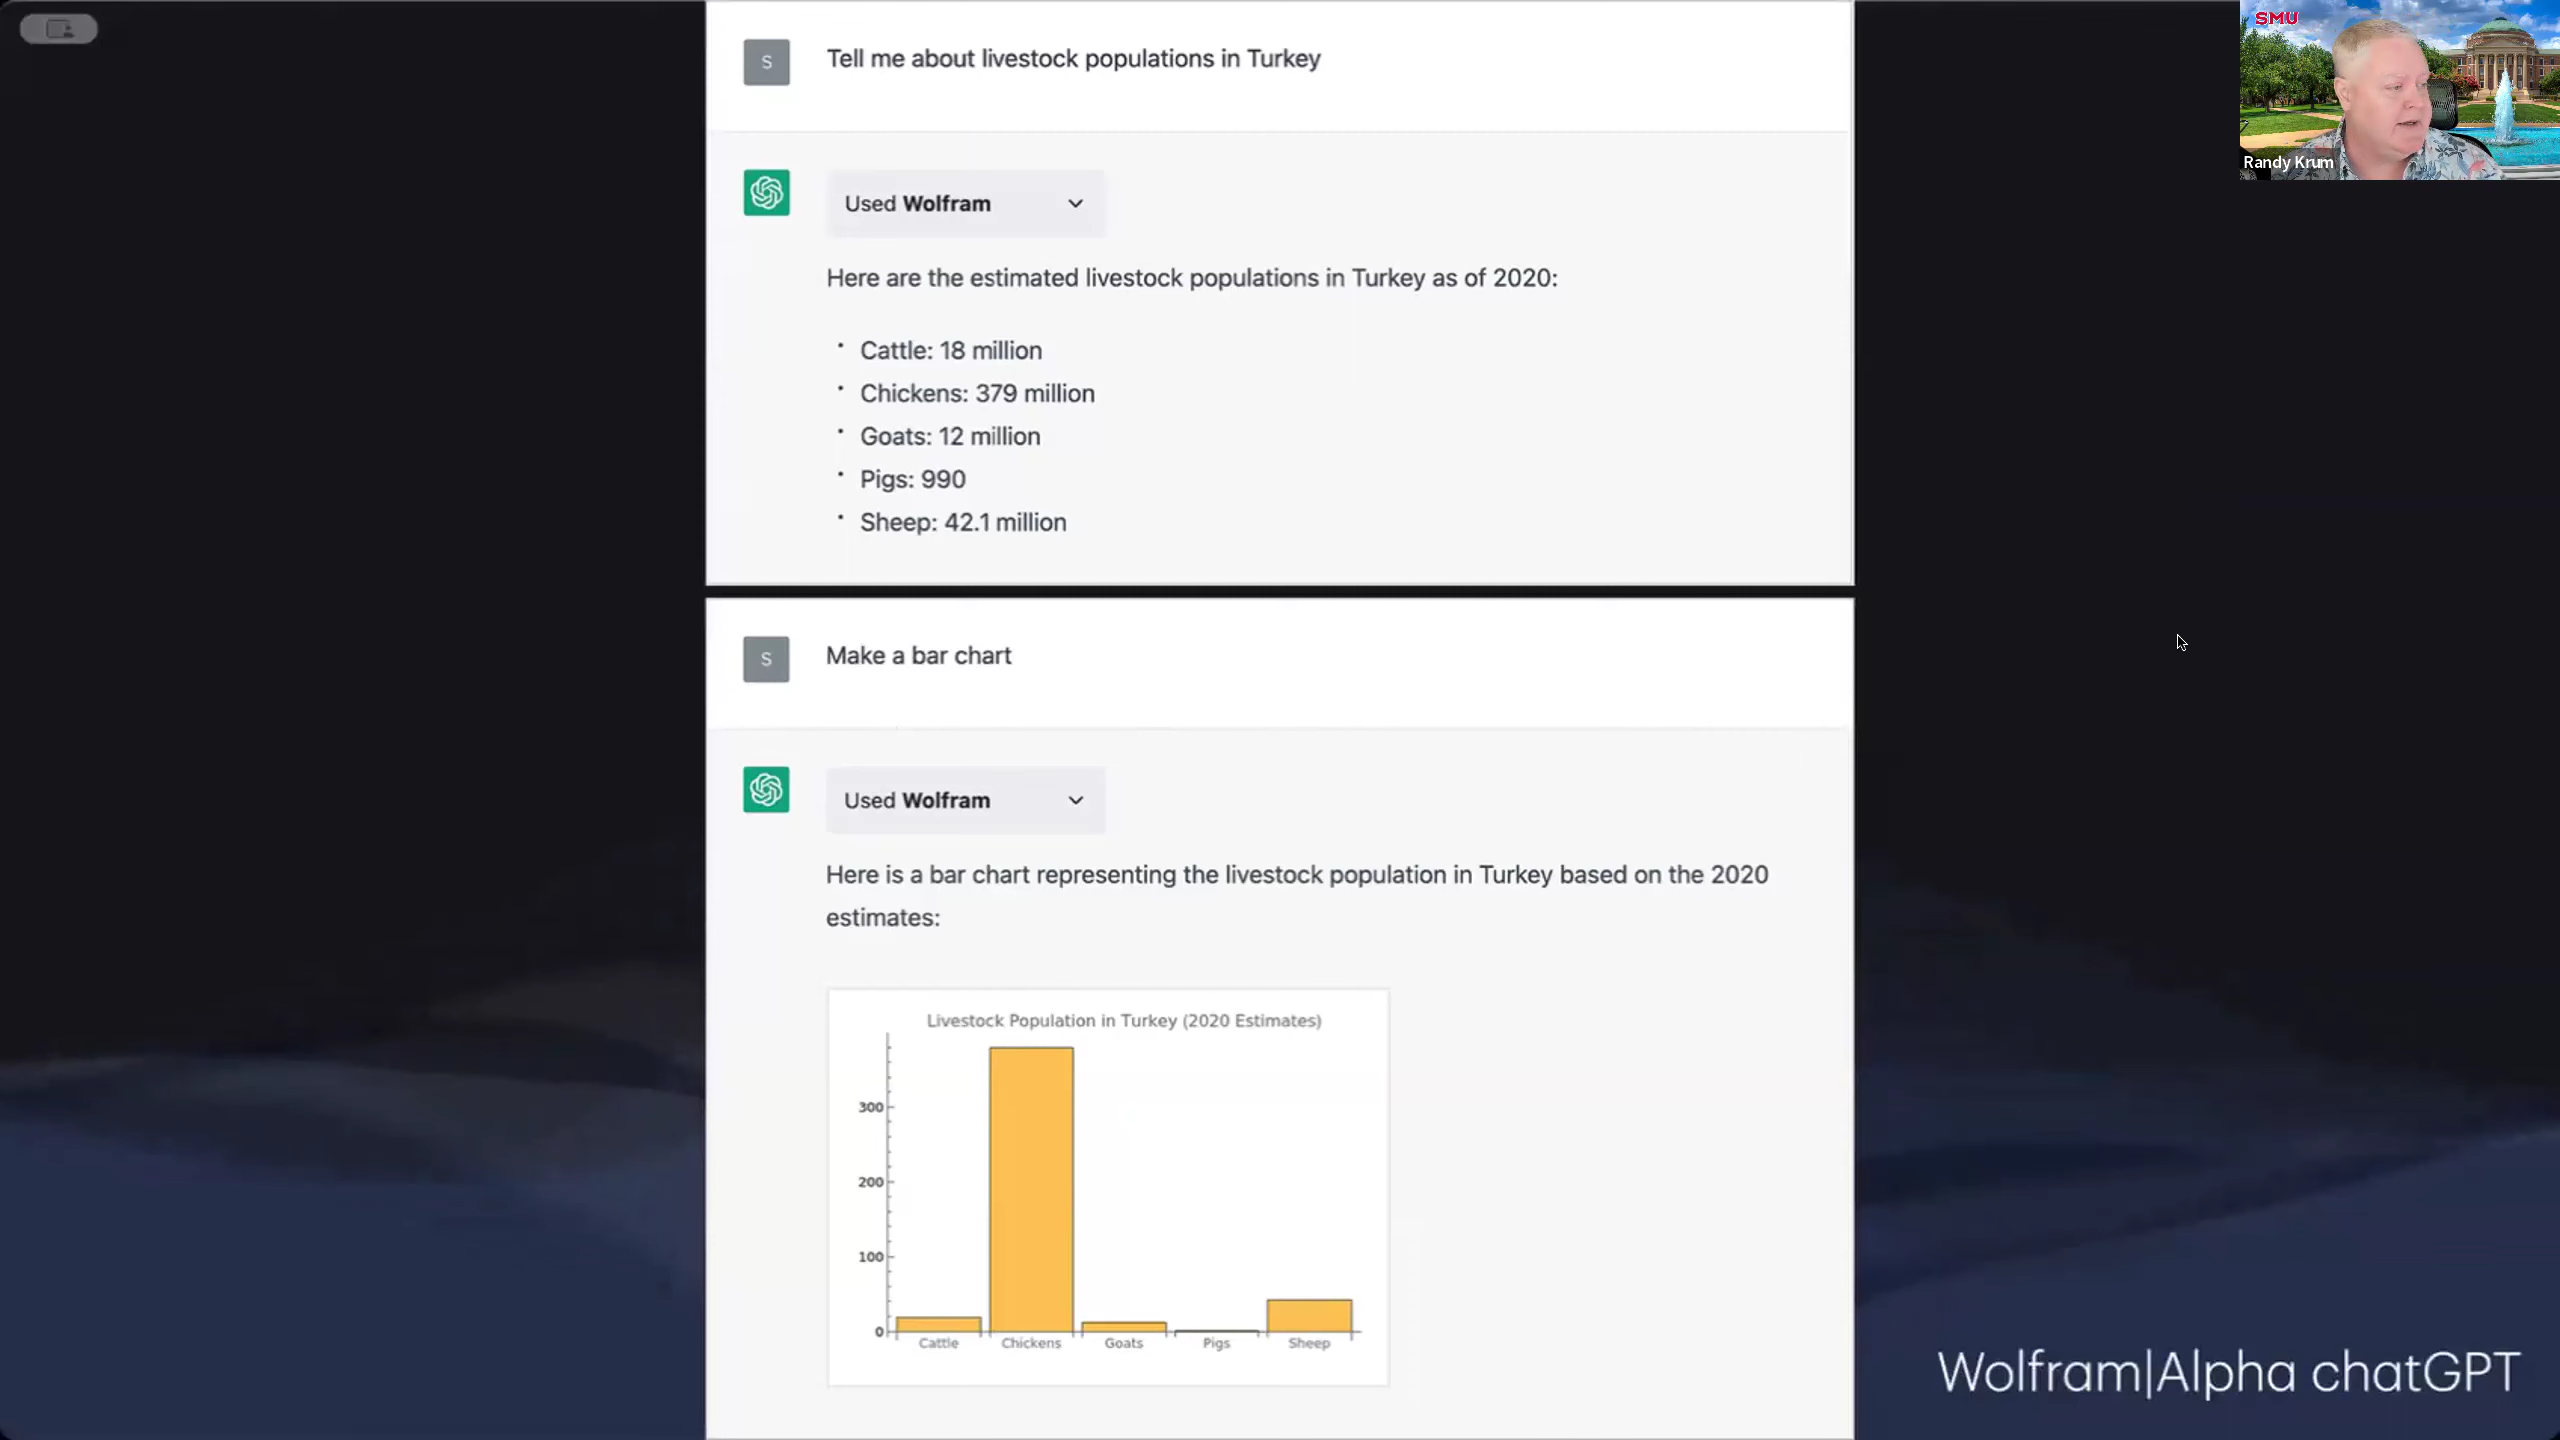 Tell me about livestock populations in Turkey
S
Used Wolfram
Here are the estimated livestock populations in Turkey as of 2020:
• Cattle: 18 million
• Chickens: 379 million
• Goats: 12 million
• Pigs: 990
• Sheep: 42.1 million
S
Make a bar chart
Used Wolfram
Here is a bar chart representing the livestock population in Turkey based on the 2020
estimates:
Livestock Population in Turkey (2020 Estimates)
300
200
100
0
Cattle Chickens Goats Pigs Sheep
Wolfram|Alpha chatGPT
SMU
Randy Krum